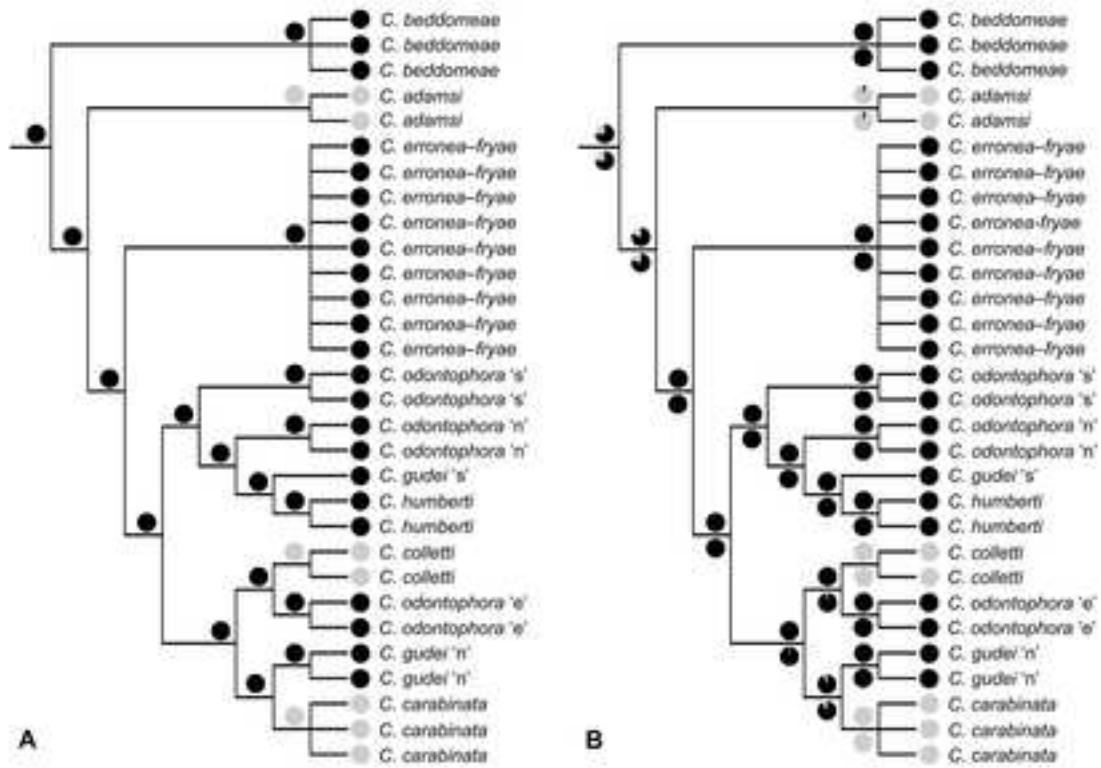 C. beddomeae
C. beddomeae
C. beddomeae
C. adamsi
C. adamsi
C. erronea–fryae
C. erronea–fryae
C. erronea–fryae
C. erronea–fryae
C. erronea–fryae
C. erronea–fryae
C. erronea–fryae
C. erronea–fryae
C. erronea–fryae
C. odontophora 's'
C. odontophora 's'
C. odontophora 'n'
C. odontophora 'n'
C. gudei 's'
C. humberti
C. humberti
C. colletti
C. colletti
C. odontophora 'e'
C. odontophora 'e'
C. gudei 'n'
C. gudei 'n'
C. carabinata
C. carabinata
C. carabinata
A
C. beddomeae
C. beddomeae
C. beddomeae
C. adamsi
C. adamsi
C. erronea–fryae
C. erronea–fryae
C. erronea–fryae
C. erronea-fryae
C. erronea–fryae
C. erronea–fryae
C. erronea–fryae
C. erronea–fryae
C. erronea–fryae
C. odontophora 's'
C. odontophora 's'
C. odontophora 'n'
C. odontophora 'n'
C. gudei 's'
C. humberti
C. humberti
C. colletti
C. colletti
C. odontophora 'e'
C. odontophora 'e'
C. gudei 'n'
C. gudei 'n'
C. carabinata
C. carabinata
C. carabinata
B